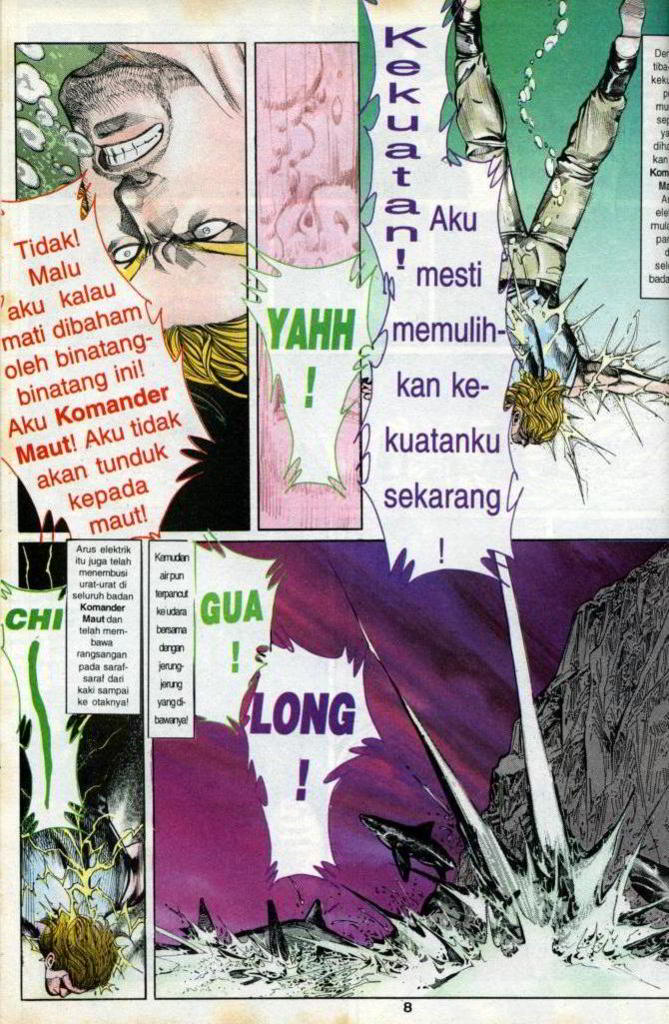 Tidak!
Malu
aku kalau
mati dibaham
oleh binatang-
binatang ini!
Aku Komander
Maut! Aku tidak
akan tunduk
kepada
maut!
YAHH
!
Kekuatan!
Aku
mesti
memulih-
kan ke-
kuatanku
sekarang
!
CHI
Arus elektrik
itu juga telah
menembusi
urat-urat di
seluruh badan
Komander
Maut dan
telah mem-
bawa
rangsangan
pada saraf-
saraf dari
kaki sampai
ke otaknya!
Kemudian
air pun
terpancut
ke udara
bersama
dengan
jerung-
jerung
yang di-
bawanya!
GUA
!
LONG
!
8